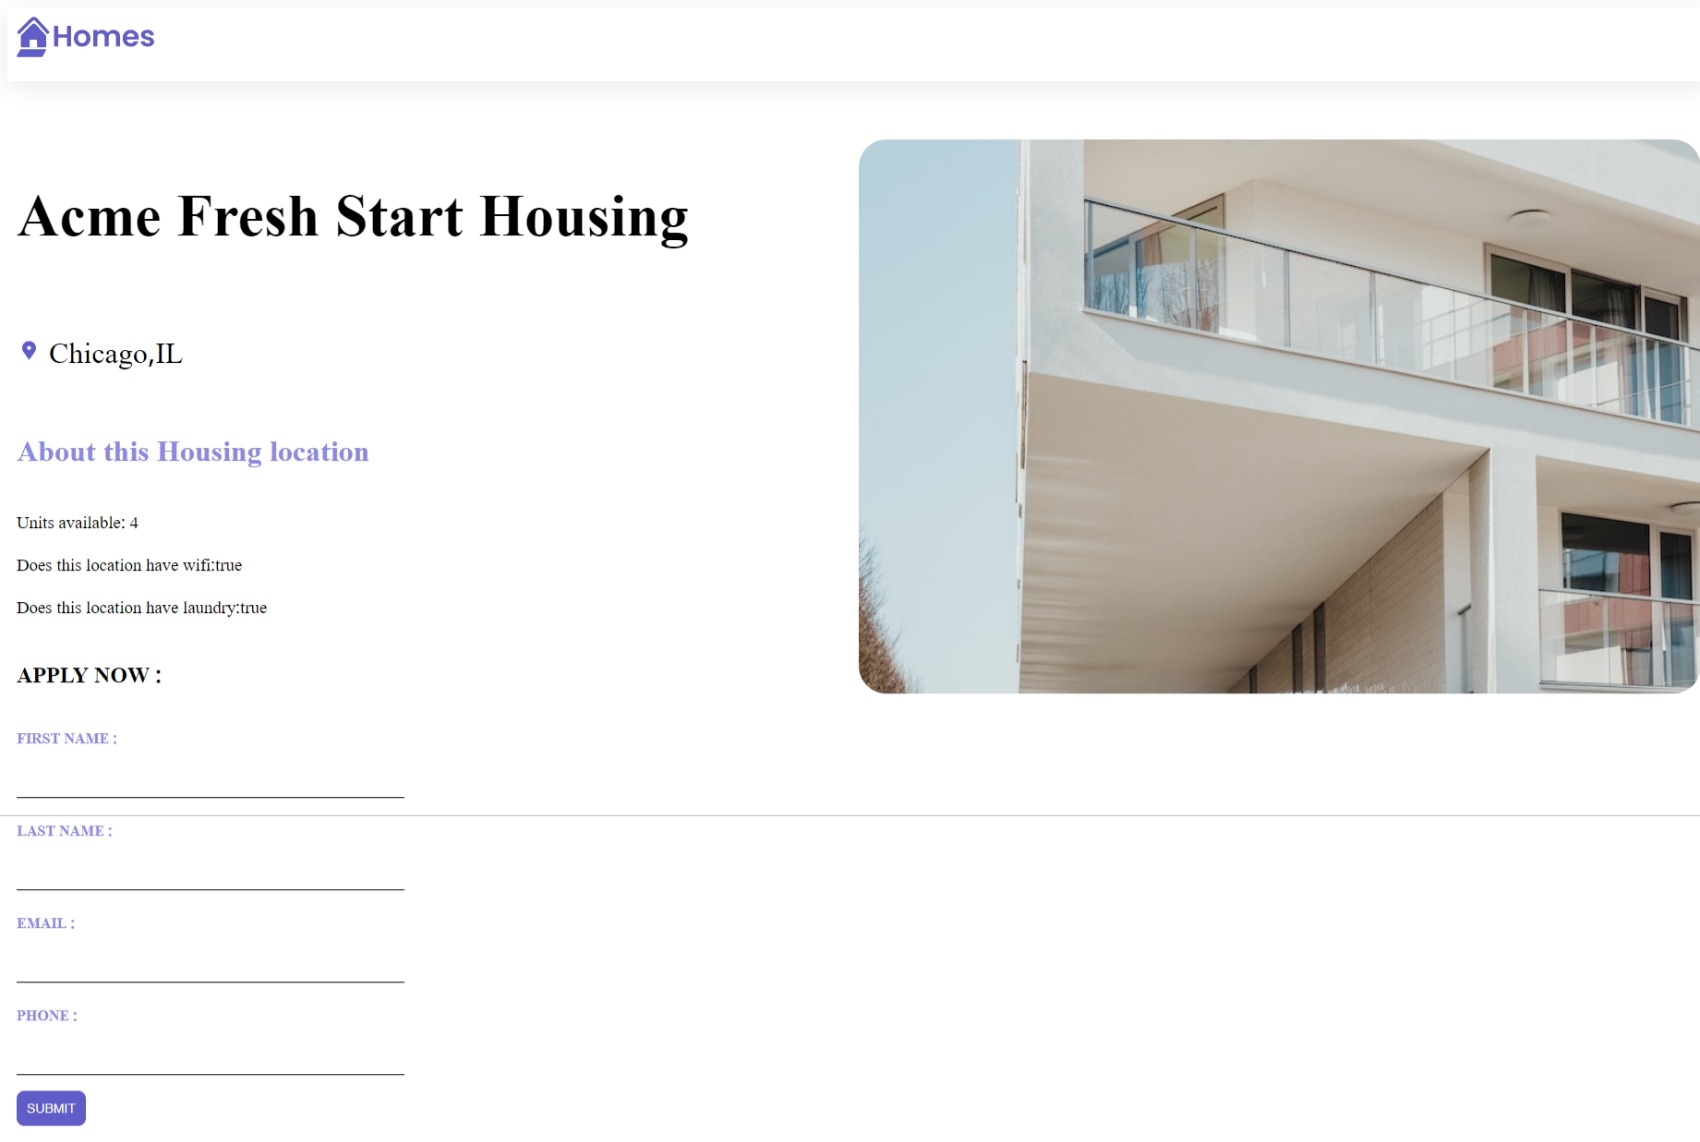 Homes
Acme Fresh Start Housing
Chicago,IL
About this Housing location
Units available: 4
Does this location have wifi:true
Does this location have laundry:true
APPLY NOW :
FIRST NAME :
LAST NAME :
EMAIL :
PHONE :
SUBMIT